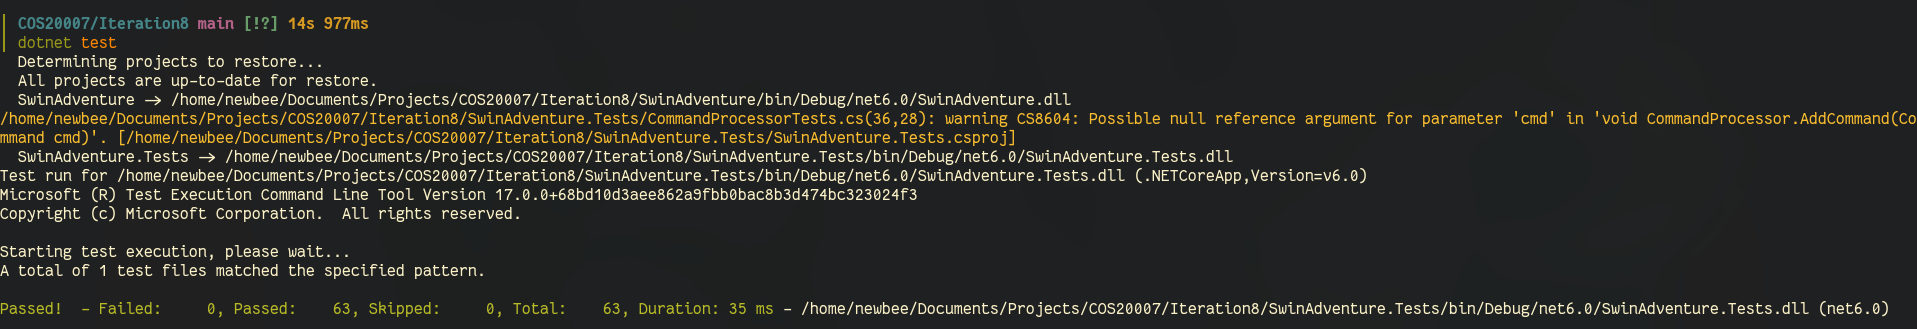 COS20007/Iteration8 main [!?] 14s 977ms
dotnet test
Determining projects to restore...
All projects are up-to-date for restore.
SwinAdventure -> /home/newbee/Documents/Projects/COS20007/Iteration8/SwinAdventure/bin/Debug/net6.0/SwinAdventure.dll
/home/newbee/Documents/Projects/COS20007/Iteration8/SwinAdventure.Tests/CommandProcessorTests.cs(36,28): warning CS8604: Possible null reference argument for parameter 'cmd' in 'void CommandProcessor.AddCommand(Co
mmand cmd)'. [/home/newbee/Documents/Projects/COS20007/Iteration8/SwinAdventure.Tests/SwinAdventure.Tests.csproj]
SwinAdventure.Tests -> /home/newbee/Documents/Projects/COS20007/Iteration8/SwinAdventure.Tests/bin/Debug/net6.0/SwinAdventure.Tests.dll
Test run for /home/newbee/Documents/Projects/COS20007/Iteration8/SwinAdventure.Tests/bin/Debug/net6.0/SwinAdventure.Tests.dll (.NETCoreApp,Version=v6.0)
Microsoft (R) Test Execution Command Line Tool Version 17.0.0+68bd10d3aee862a9fbb0bac8b3d474bc323024f3
Copyright (c) Microsoft Corporation.  All rights reserved.
Starting test execution, please wait...
A total of 1 test files matched the specified pattern.
Passed!  - Failed:     0, Passed:    63, Skipped:     0, Total:    63, Duration: 35 ms - /home/newbee/Documents/Projects/COS20007/Iteration8/SwinAdventure.Tests/bin/Debug/net6.0/SwinAdventure.Tests.dll (net6.0)